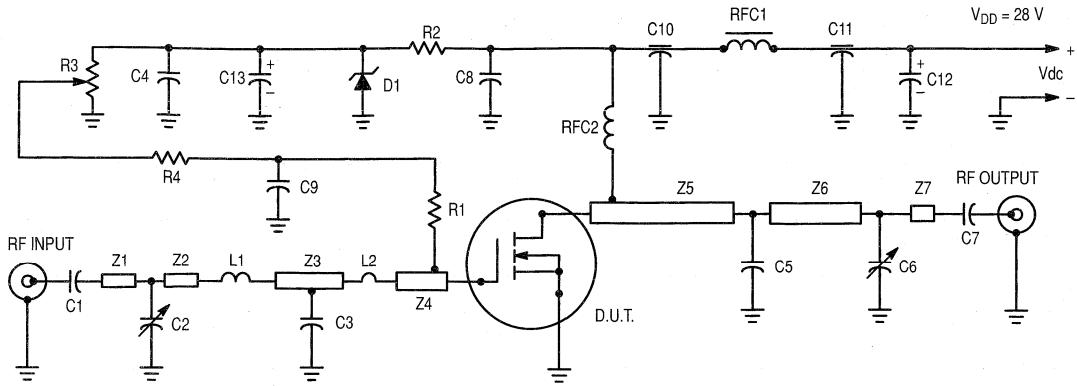 RFC1
C10
C11
V_DD = 28 V
R2
R3
C4
C13
+
–
D1
C8
C12
+
–
+
Vdc
–
RFC2
R4
C9
R1
Z5
Z6
Z7
RF OUTPUT
C7
RF INPUT
Z1
Z2
L1
Z3
L2
Z4
C1
C2
C3
C5
C6
D.U.T.